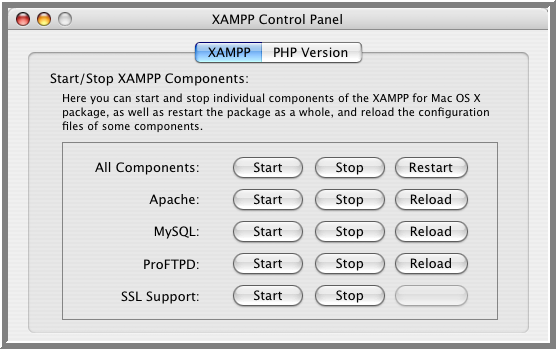 XAMPP Control Panel
XAMPP PHP Version
Start/Stop XAMPP Components:
Here you can start and stop individual components of the XAMPP for Mac OS X
package, as well as restart the package as a whole, and reload the configuration
files of some components.
All Components: Start Stop Restart
Apache: Start Stop Reload
MySQL: Start Stop Reload
ProFTPD: Start Stop Reload
SSL Support: Start Stop